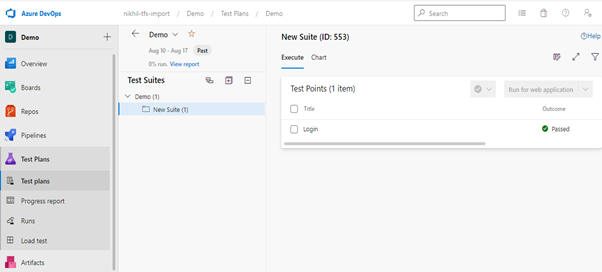 Azure DevOps
nikhil-tfs-import / Demo / Test Plans / Demo
Search
D Demo
Overview
Boards
Repos
Pipelines
Test Plans
Test plans
Progress report
Runs
Load test
Artifacts
Demo
Aug 10 - Aug 17 Past
0% run. View report
Test Suites
Demo (1)
New Suite (1)
New Suite (ID: 553)
Help
Execute Chart
Test Points (1 item)
Run for web application
Title Outcome
Login Passed